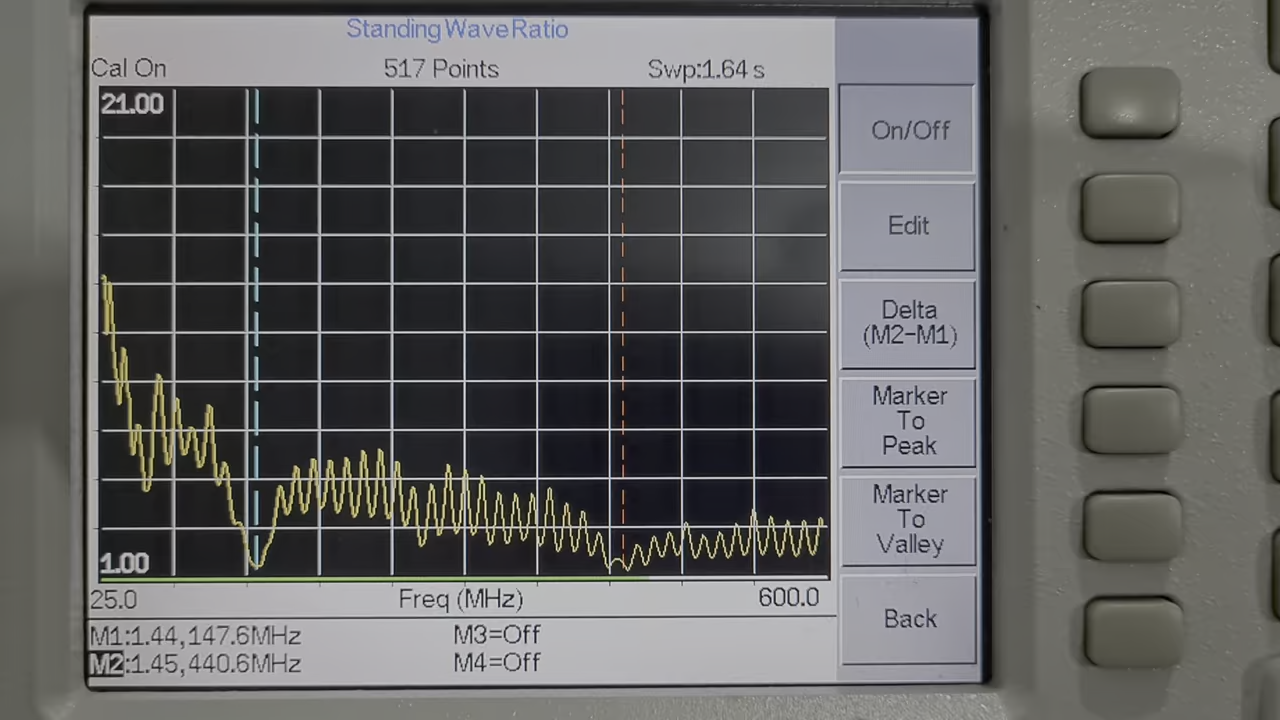 Standing Wave Ratio
Cal On 517 Points Swp:1.64 s
21.00
On/Off
Edit
Delta
(M2-M1)
Marker
To
Peak
Marker
To
Valley
Back
1.00
25.0 Freq (MHz) 600.0
M1:1.44,147.6MHz M3=Off
M2:1.45,440.6MHz M4=Off